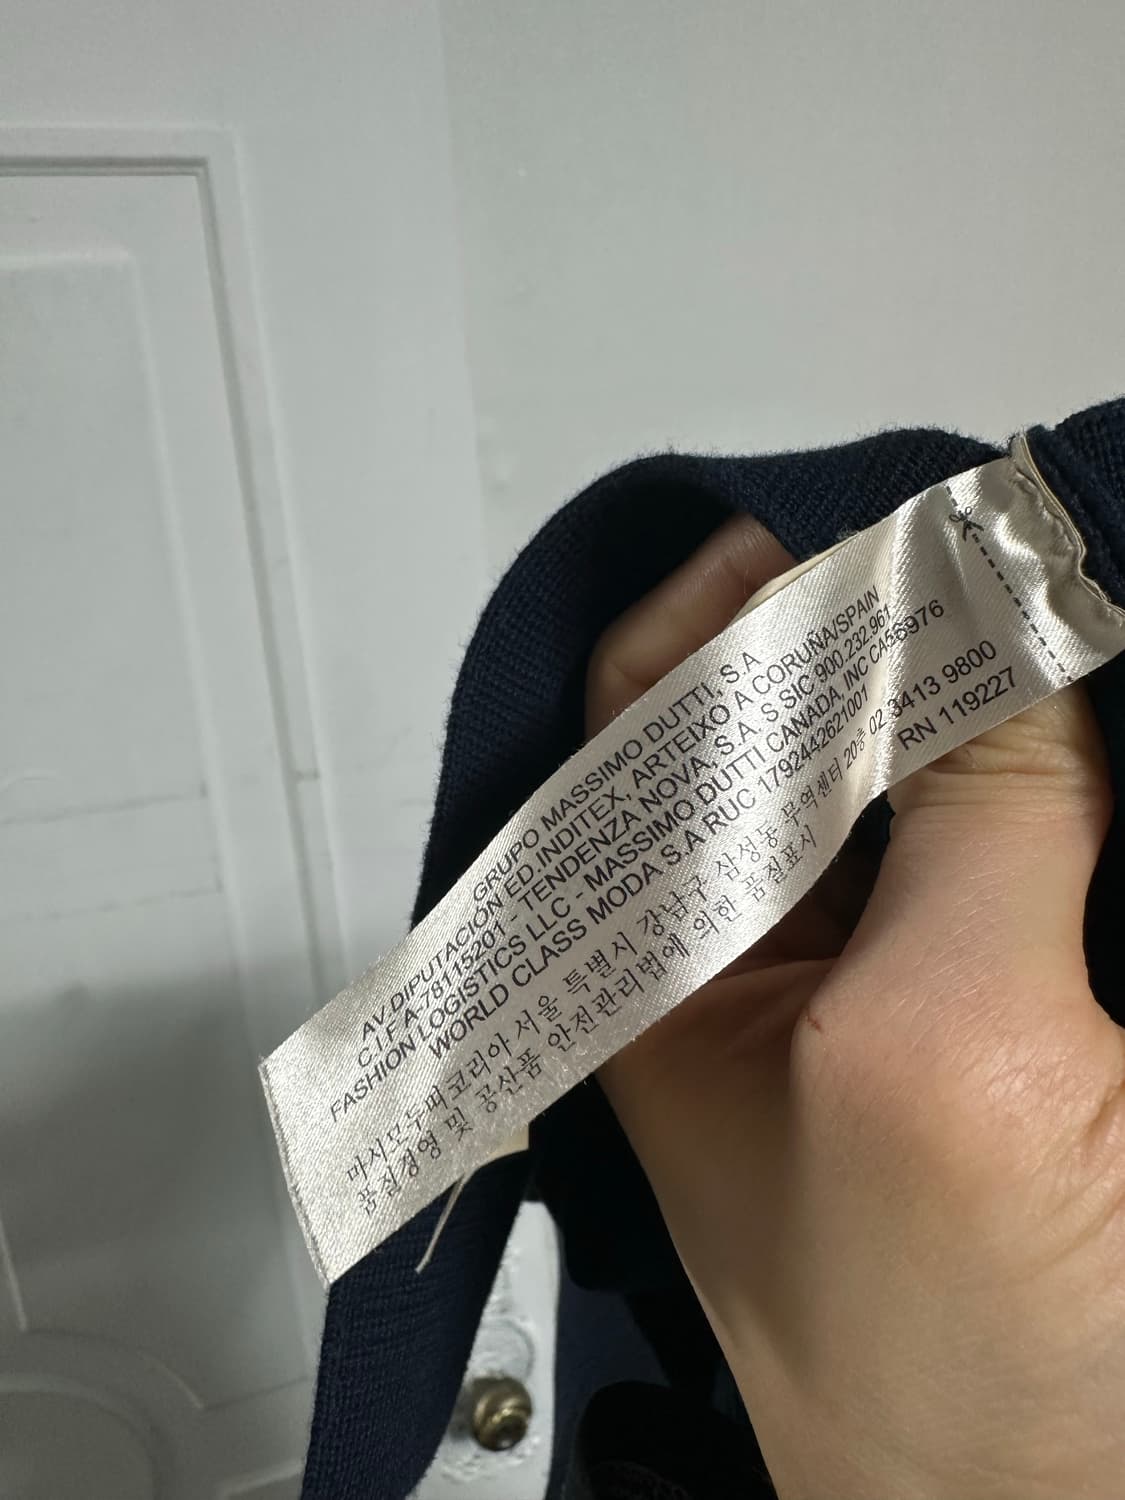 GRUPO MASSIMO DUTTI, S.A
AV.DIPUTACIÓN ED.INDITEX, ARTEIXO A CORUÑA/SPAIN
C.I.F A-78115201 - TENDENZA NOVA, S.A. S SIC 900.232.961
FASHION LOGISTICS LLC - MASSIMO DUTTI CANADA, INC CA56976
WORLD CLASS MODA S.A RUC 1792442621001
마시모두띠코리아 서울 특별시 강남구 삼성동 무역센터 20층 02 3413 9800
품질경영 및 공산품 안전관리법에 의한 품질표시
RN 119227